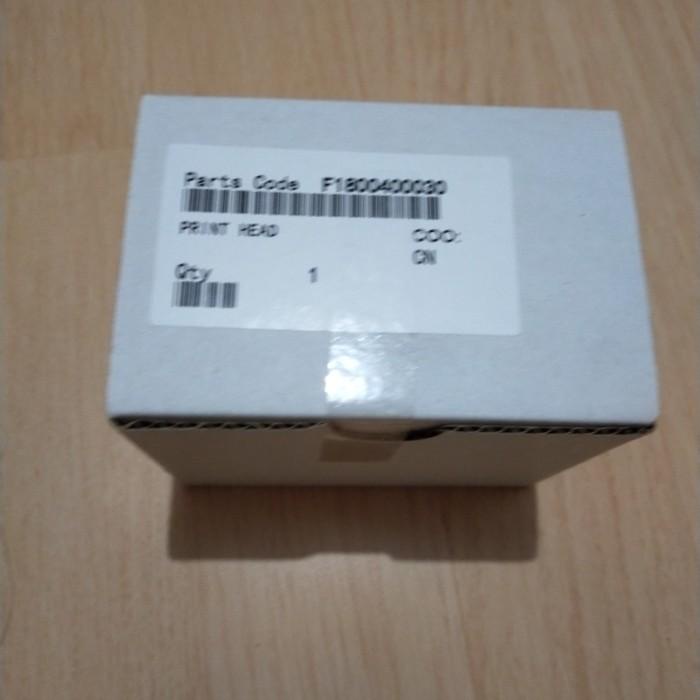 Parts Code F1800400030
PRINT HEAD COO:
CN
Qty 1